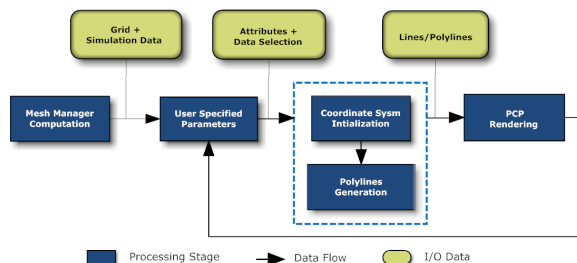 Grid +
Simulation Data
Attributes +
Data Selection
Lines/Polylines
Mesh Manager
Computation
User Specified
Parameters
Coordinate Sysm
Intialization
PCP
Rendering
Polylines
Generation
Processing Stage
Data Flow
I/O Data